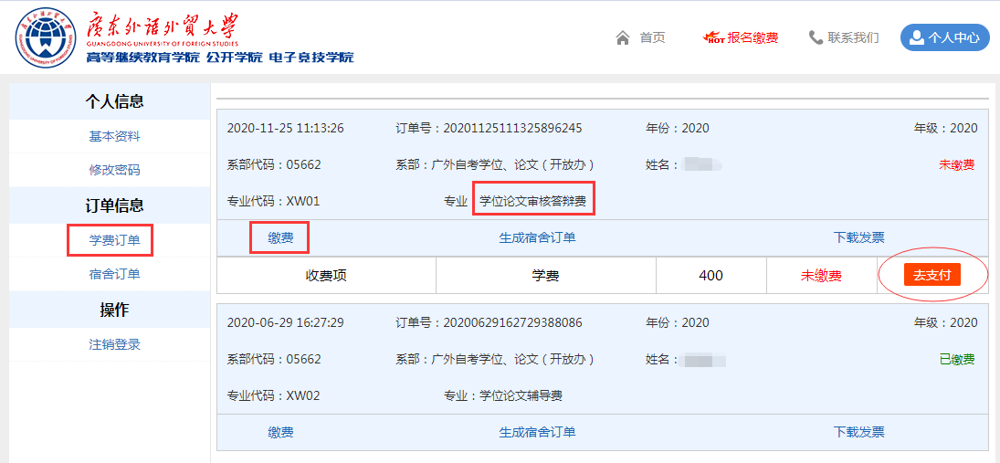 广东外语外贸大学
GUANGDONG UNIVERSITY OF FOREIGN STUDIES
高等继续教育学院 公开学院 电子竞技学院
首页
HOT 报名缴费
联系我们
个人中心
个人信息
基本资料
修改密码
订单信息
学费订单
宿舍订单
操作
注销登录
2020-11-25 11:13:26 订单号：20201125111325896245 年份：2020 年级：2020
系部代码：05662 系部：广外自考学位、论文（开放办） 姓名： 未缴费
专业代码：XW01 专业 学位论文审核答辩费
缴费 生成宿舍订单 下载发票
收费项 学费 400 未缴费 去支付
2020-06-29 16:27:29 订单号：20200629162729388086 年份：2020 年级：2020
系部代码：05662 系部：广外自考学位、论文（开放办） 姓名： 已缴费
专业代码：XW02 专业：学位论文辅导费
缴费 生成宿舍订单 下载发票